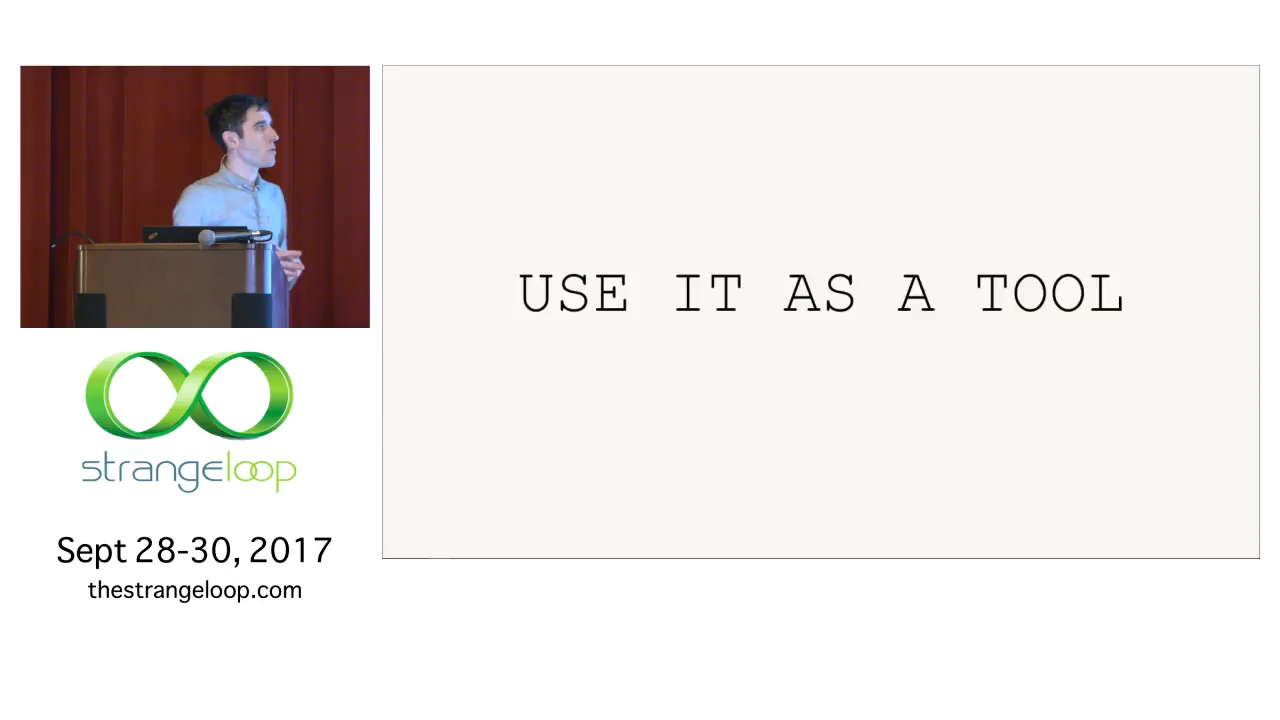 USE IT AS A TOOL
strangeloop
Sept 28-30, 2017
thestrangeloop.com